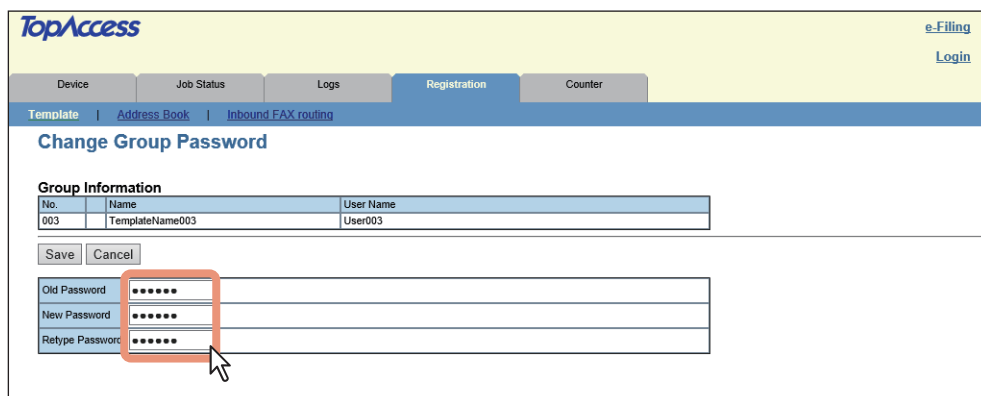 TopAccess
e-Filing
Login
Device Job Status Logs Registration Counter
Template | Address Book | Inbound FAX routing
Change Group Password
Group Information
No. Name User Name
003 TemplateName003 User003
Save Cancel
Old Password ••••••
New Password ••••••
Retype Password ••••••